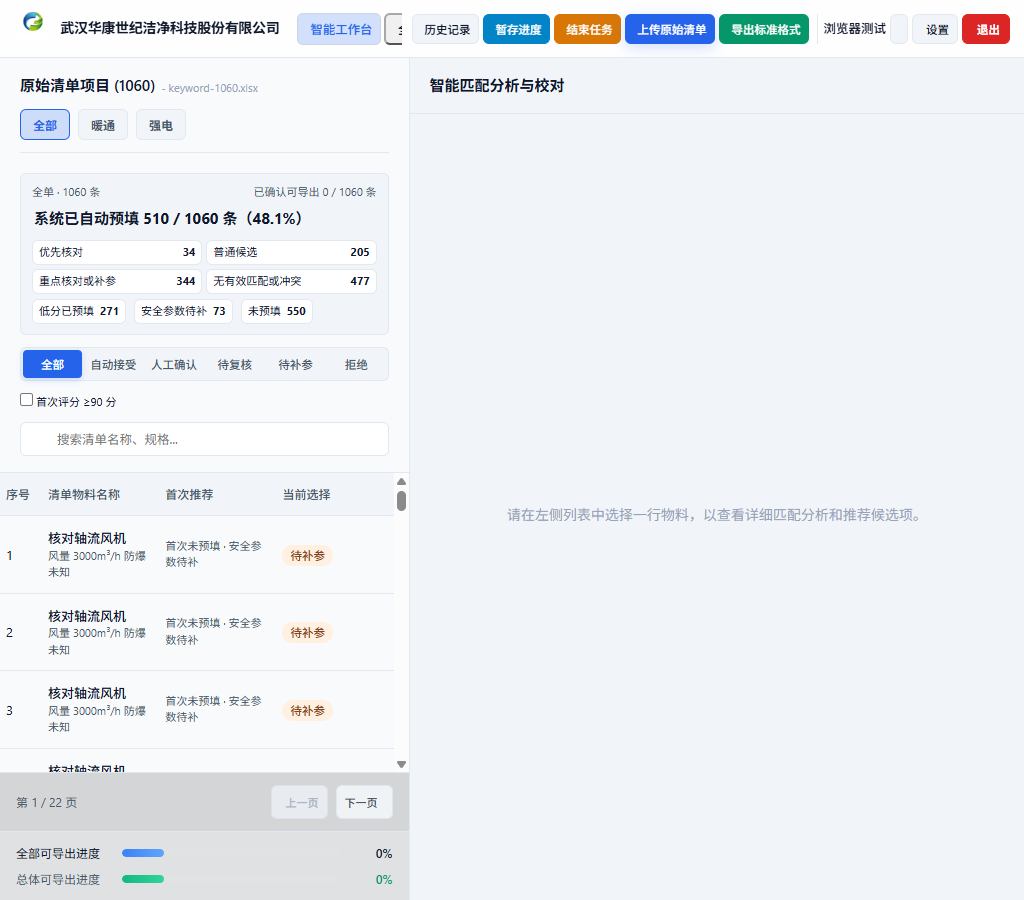 武汉华康世纪洁净科技股份有限公司
智能工作台
历史记录
暂存进度
结束任务
上传原始清单
导出标准格式
浏览器测试
设置
退出
原始清单项目 (1060) - keyword-1060.xlsx
全部
暖通
强电
全单 · 1060 条
已确认可导出 0 / 1060 条
系统已自动预填 510 / 1060 条（48.1%）
优先核对 34
普通候选 205
重点核对或补参 344
无有效匹配或冲突 477
低分已预填 271
安全参数待补 73
未预填 550
全部
自动接受
人工确认
待复核
待补参
拒绝
首次评分 ≥90 分
搜索清单名称、规格...
序号
清单物料名称
首次推荐
当前选择
1
核对轴流风机
风量 3000m³/h 防爆
未知
首次未预填 · 安全参
数待补
待补参
2
核对轴流风机
风量 3000m³/h 防爆
未知
首次未预填 · 安全参
数待补
待补参
3
核对轴流风机
风量 3000m³/h 防爆
未知
首次未预填 · 安全参
数待补
待补参
核对轴流风机
第 1 / 22 页
上一页
下一页
全部可导出进度
0%
总体可导出进度
0%
智能匹配分析与校对
请在左侧列表中选择一行物料，以查看详细匹配分析和推荐候选项。